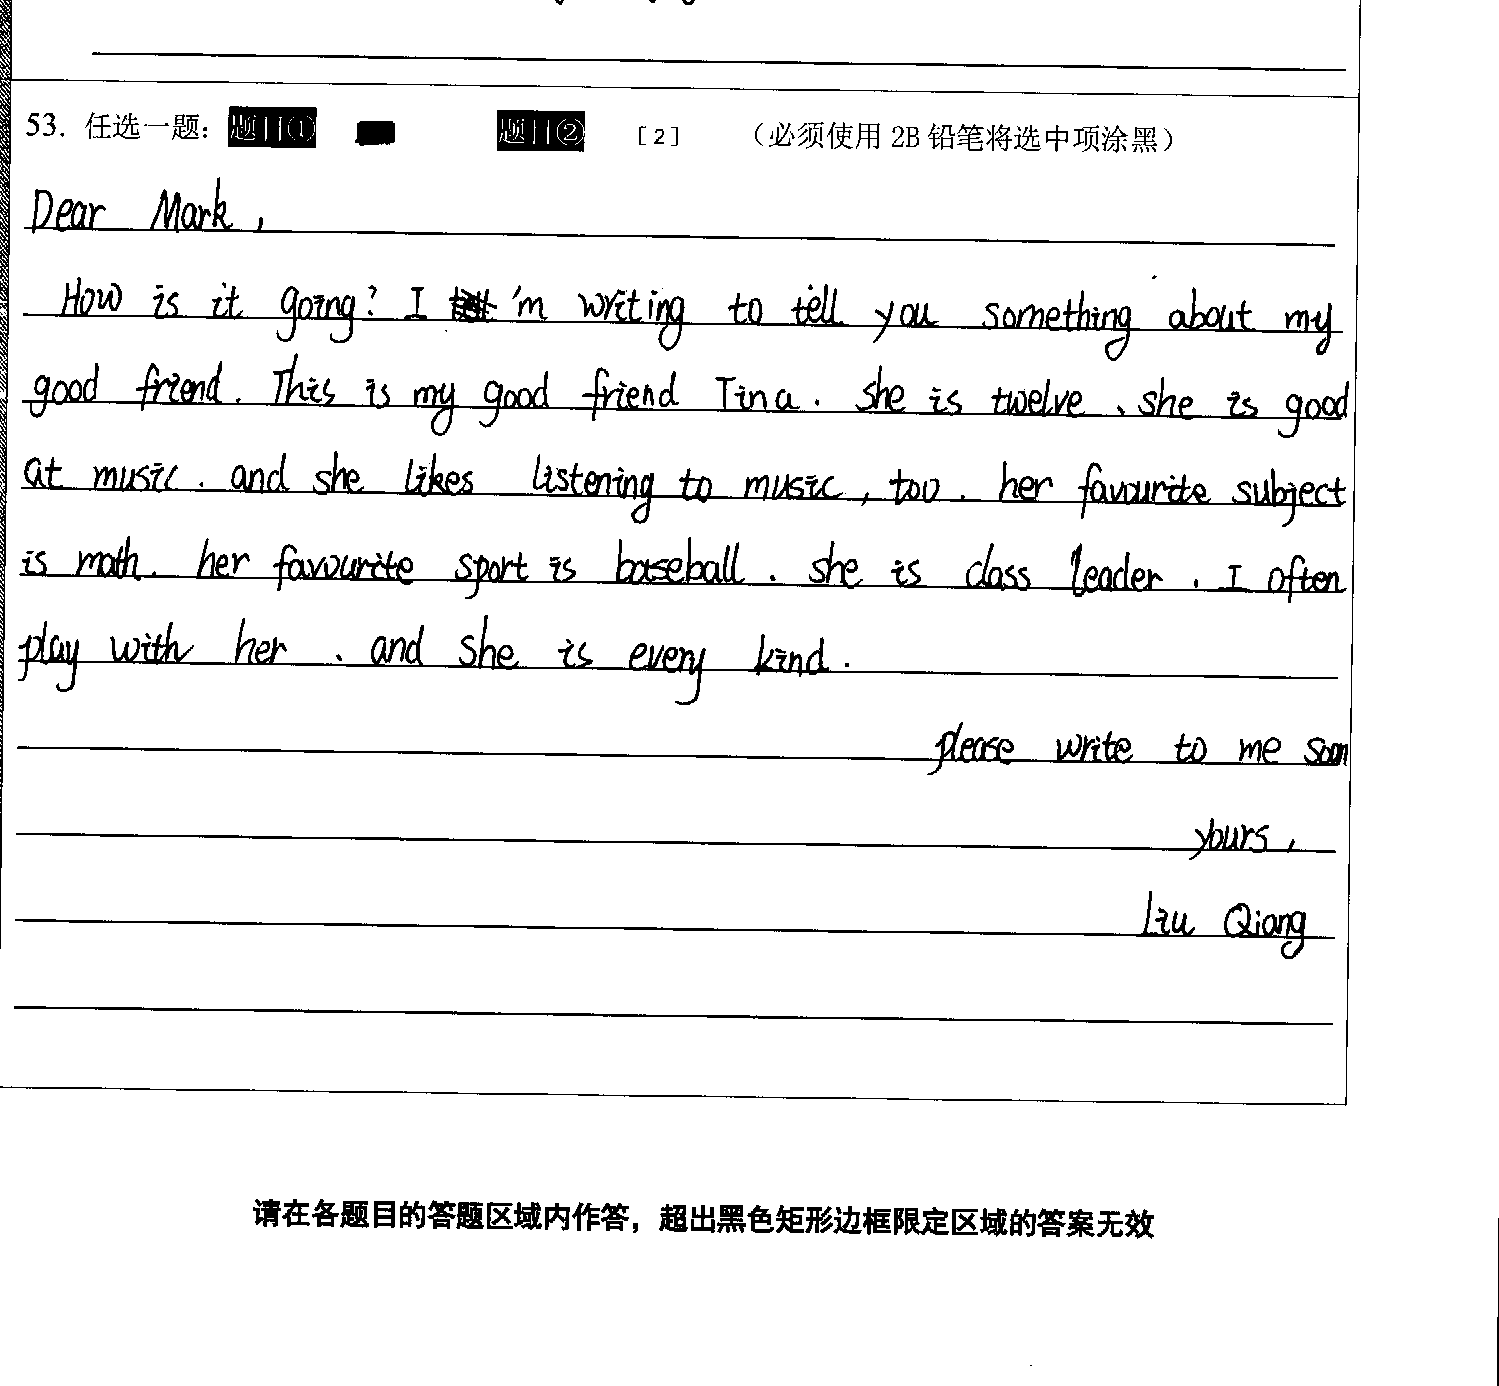 53. 任选一题: 题目① 题目② [2] (必须使用 2B 铅笔将选中项涂黑)
Dear Mark,
How is it going? I 'm writing to tell you something about my
good friend. This is my good friend Tina. she is twelve. she is good
at music. and she likes listening to music, too. her favourite subject
is math. her favourite sport is baseball. she is class leader. I often
play with her. and she is every kind.
please write to me soon
yours,
Liu Qiang
请在各题目的答题区域内作答，超出黑色矩形边框限定区域的答案无效